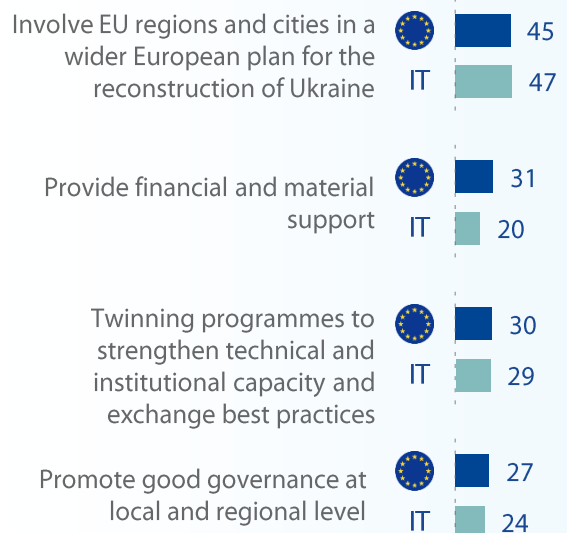 Involve EU regions and cities in a
wider European plan for the
reconstruction of Ukraine
45
IT 47
Provide financial and material
support
31
IT 20
Twinning programmes to
strengthen technical and
institutional capacity and
exchange best practices
30
IT 29
Promote good governance at
local and regional level
27
IT 24